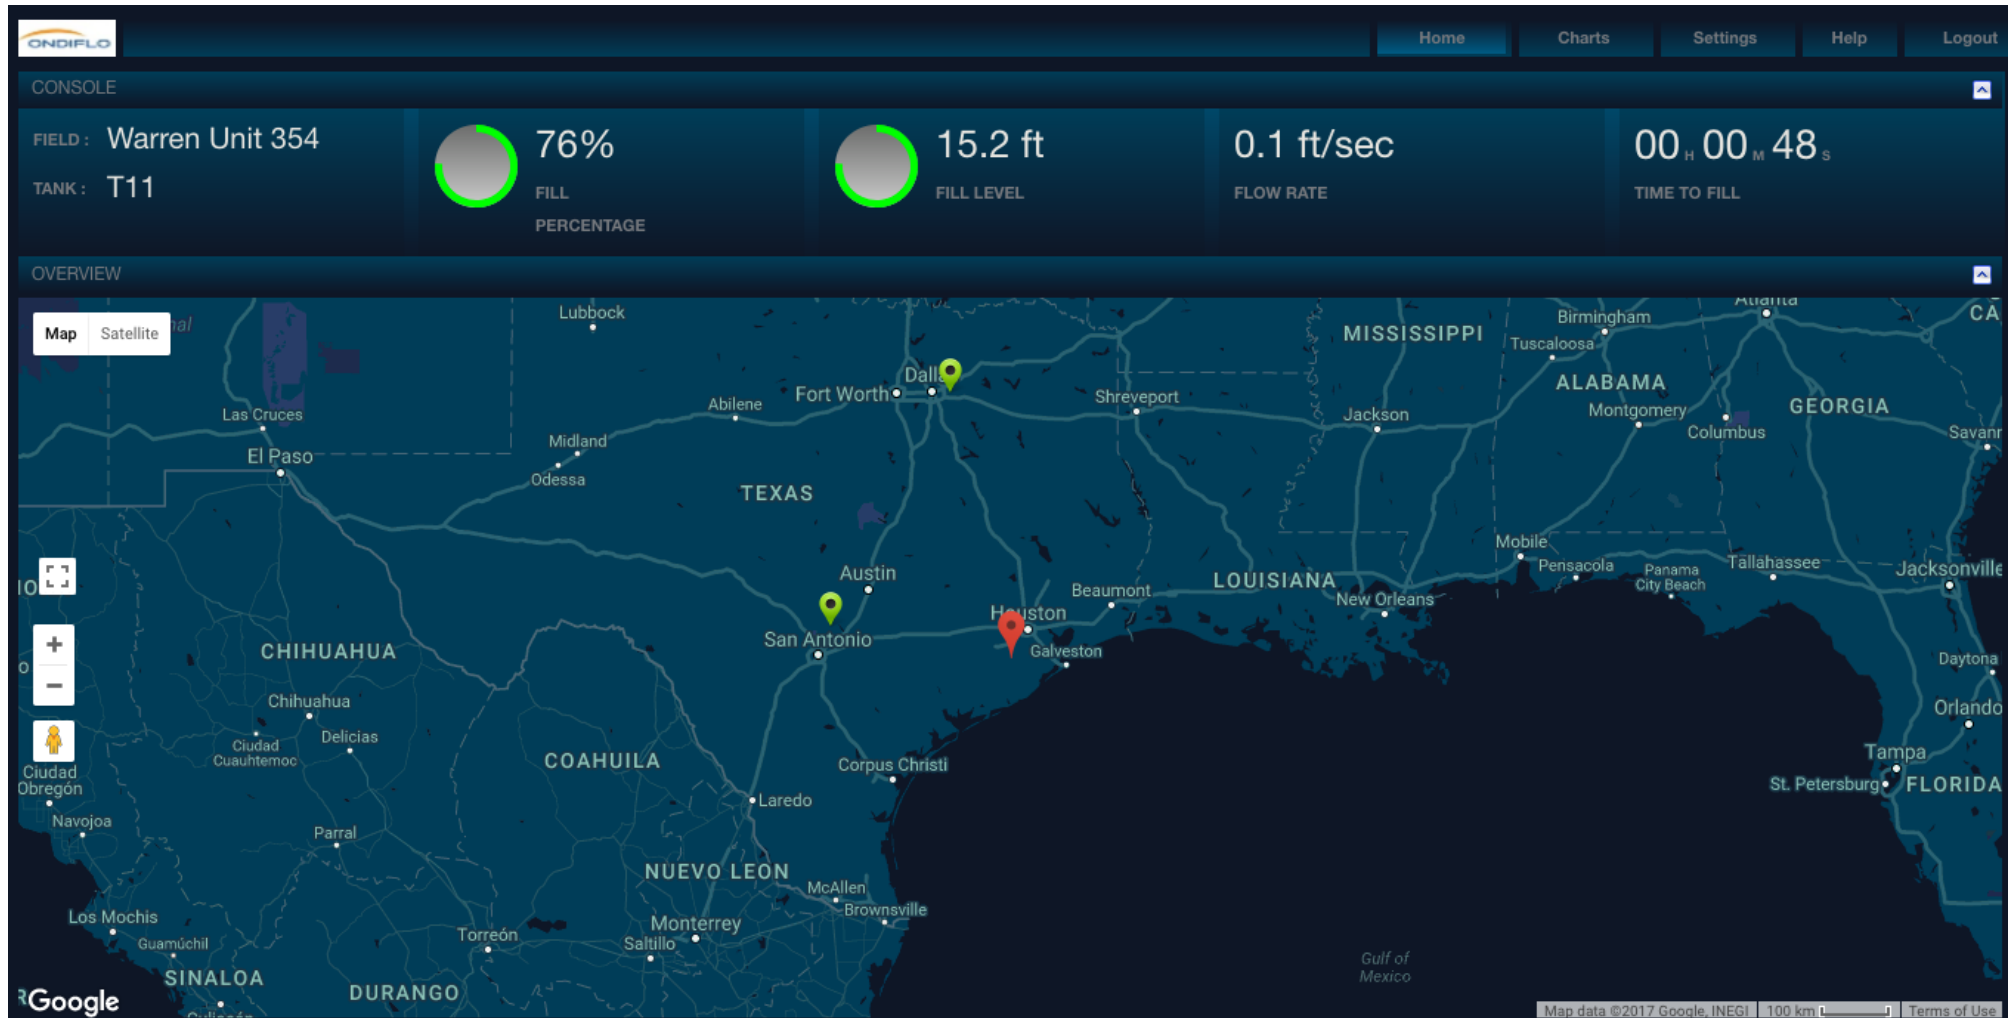 ONDIFLO
Home
Charts
Settings
Help
Logout
CONSOLE
FIELD : Warren Unit 354
TANK : T11
76%
FILL
PERCENTAGE
15.2 ft
FILL LEVEL
0.1 ft/sec
FLOW RATE
00 H 00 M 48 S
TIME TO FILL
OVERVIEW
Map
Satellite
Lubbock
Atlanta
Birmingham
MISSISSIPPI
Tuscaloosa
Fort Worth
Abilene
Shreveport
ALABAMA
Montgomery
GEORGIA
Las Cruces
Jackson
Columbus
Midland
El Paso
Odessa
TEXAS
Mobile
Pensacola
Panama
City Beach
Tallahassee
Jacksonville
Austin
Beaumont
LOUISIANA
New Orleans
Houston
San Antonio
Galveston
CHIHUAHUA
Daytona
Chihuahua
Orlando
Delicias
Ciudad
Cuauhtemoc
COAHUILA
Corpus Christi
Tampa
Ciudad
Obregón
St. Petersburg
FLORIDA
Laredo
Navojoa
Parral
NUEVO LEON
McAllen
Brownsville
Los Mochis
Guamúchil
Monterrey
Torreón
Saltillo
Gulf of
Mexico
SINALOA
DURANGO
Google
Map data ©2017 Google, INEGI
100 km
Terms of Use